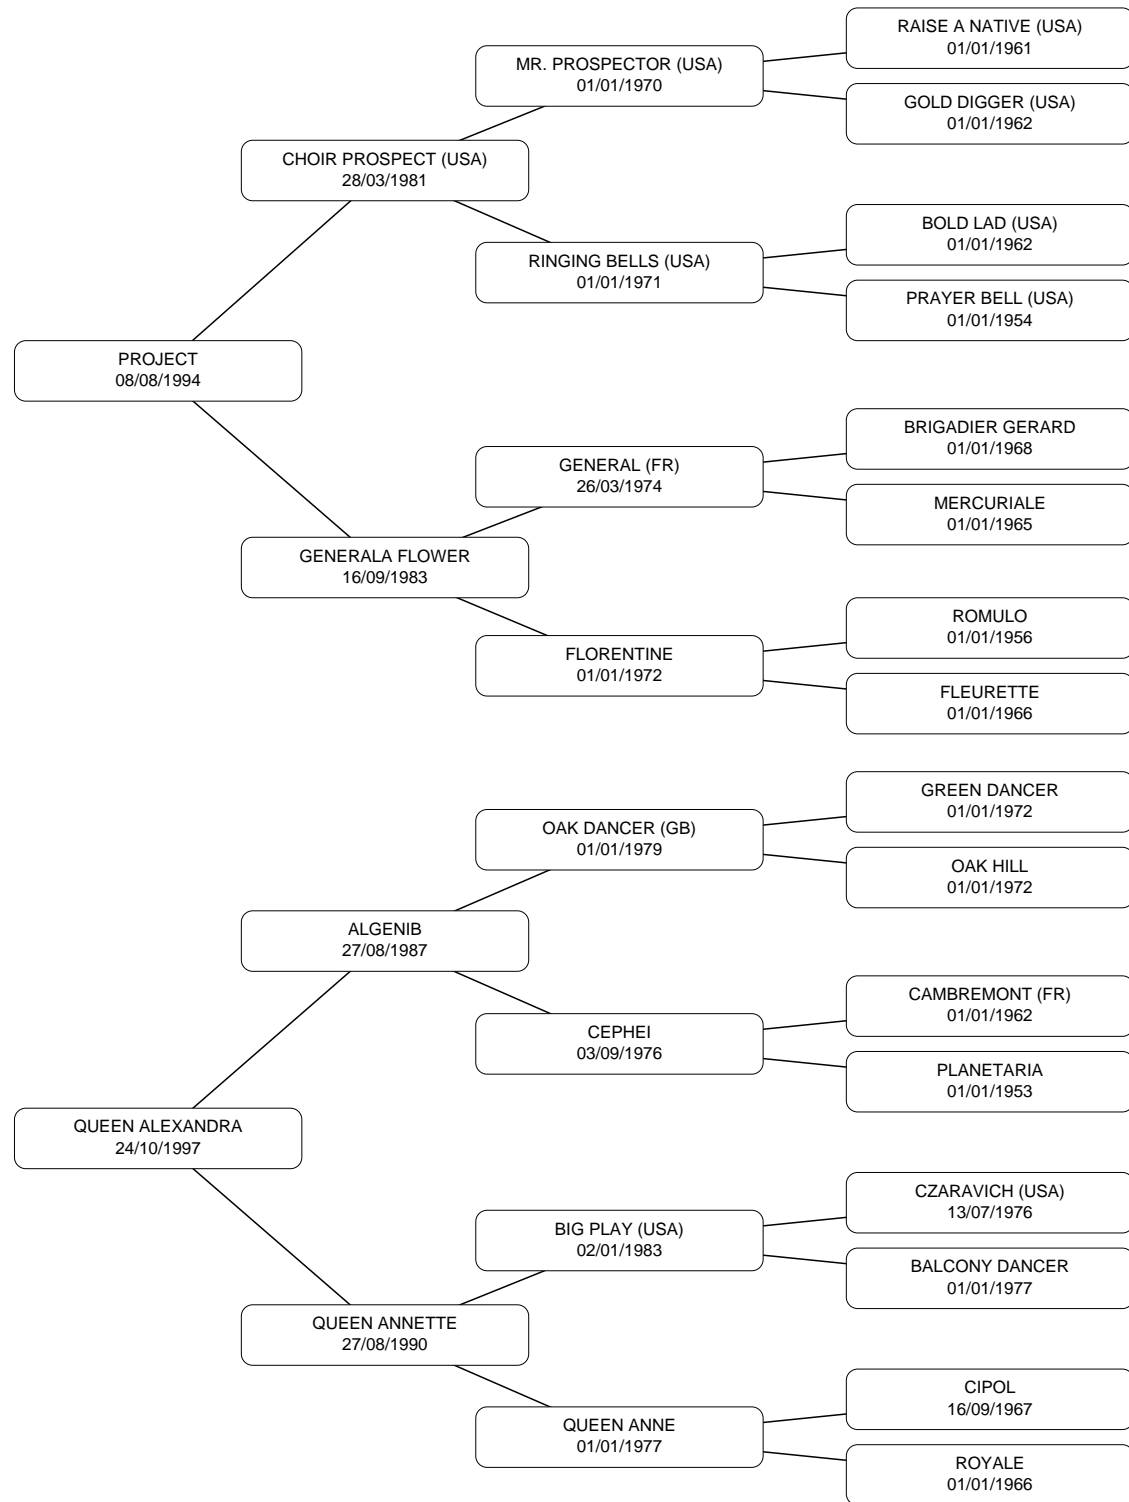 RAISE A NATIVE (USA)
01/01/1961
MR. PROSPECTOR (USA)
01/01/1970
GOLD DIGGER (USA)
01/01/1962
CHOIR PROSPECT (USA)
28/03/1981
BOLD LAD (USA)
01/01/1962
RINGING BELLS (USA)
01/01/1971
PRAYER BELL (USA)
01/01/1954
PROJECT
08/08/1994
BRIGADIER GERARD
01/01/1968
GENERAL (FR)
26/03/1974
MERCURIALE
01/01/1965
GENERALA FLOWER
16/09/1983
ROMULO
01/01/1956
FLORENTINE
01/01/1972
FLEURETTE
01/01/1966
GREEN DANCER
01/01/1972
OAK DANCER (GB)
01/01/1979
OAK HILL
01/01/1972
ALGENIB
27/08/1987
CAMBREMONT (FR)
01/01/1962
CEPHEI
03/09/1976
PLANETARIA
01/01/1953
QUEEN ALEXANDRA
24/10/1997
CZARAVICH (USA)
13/07/1976
BIG PLAY (USA)
02/01/1983
BALCONY DANCER
01/01/1977
QUEEN ANNETTE
27/08/1990
CIPOL
16/09/1967
QUEEN ANNE
01/01/1977
ROYALE
01/01/1966